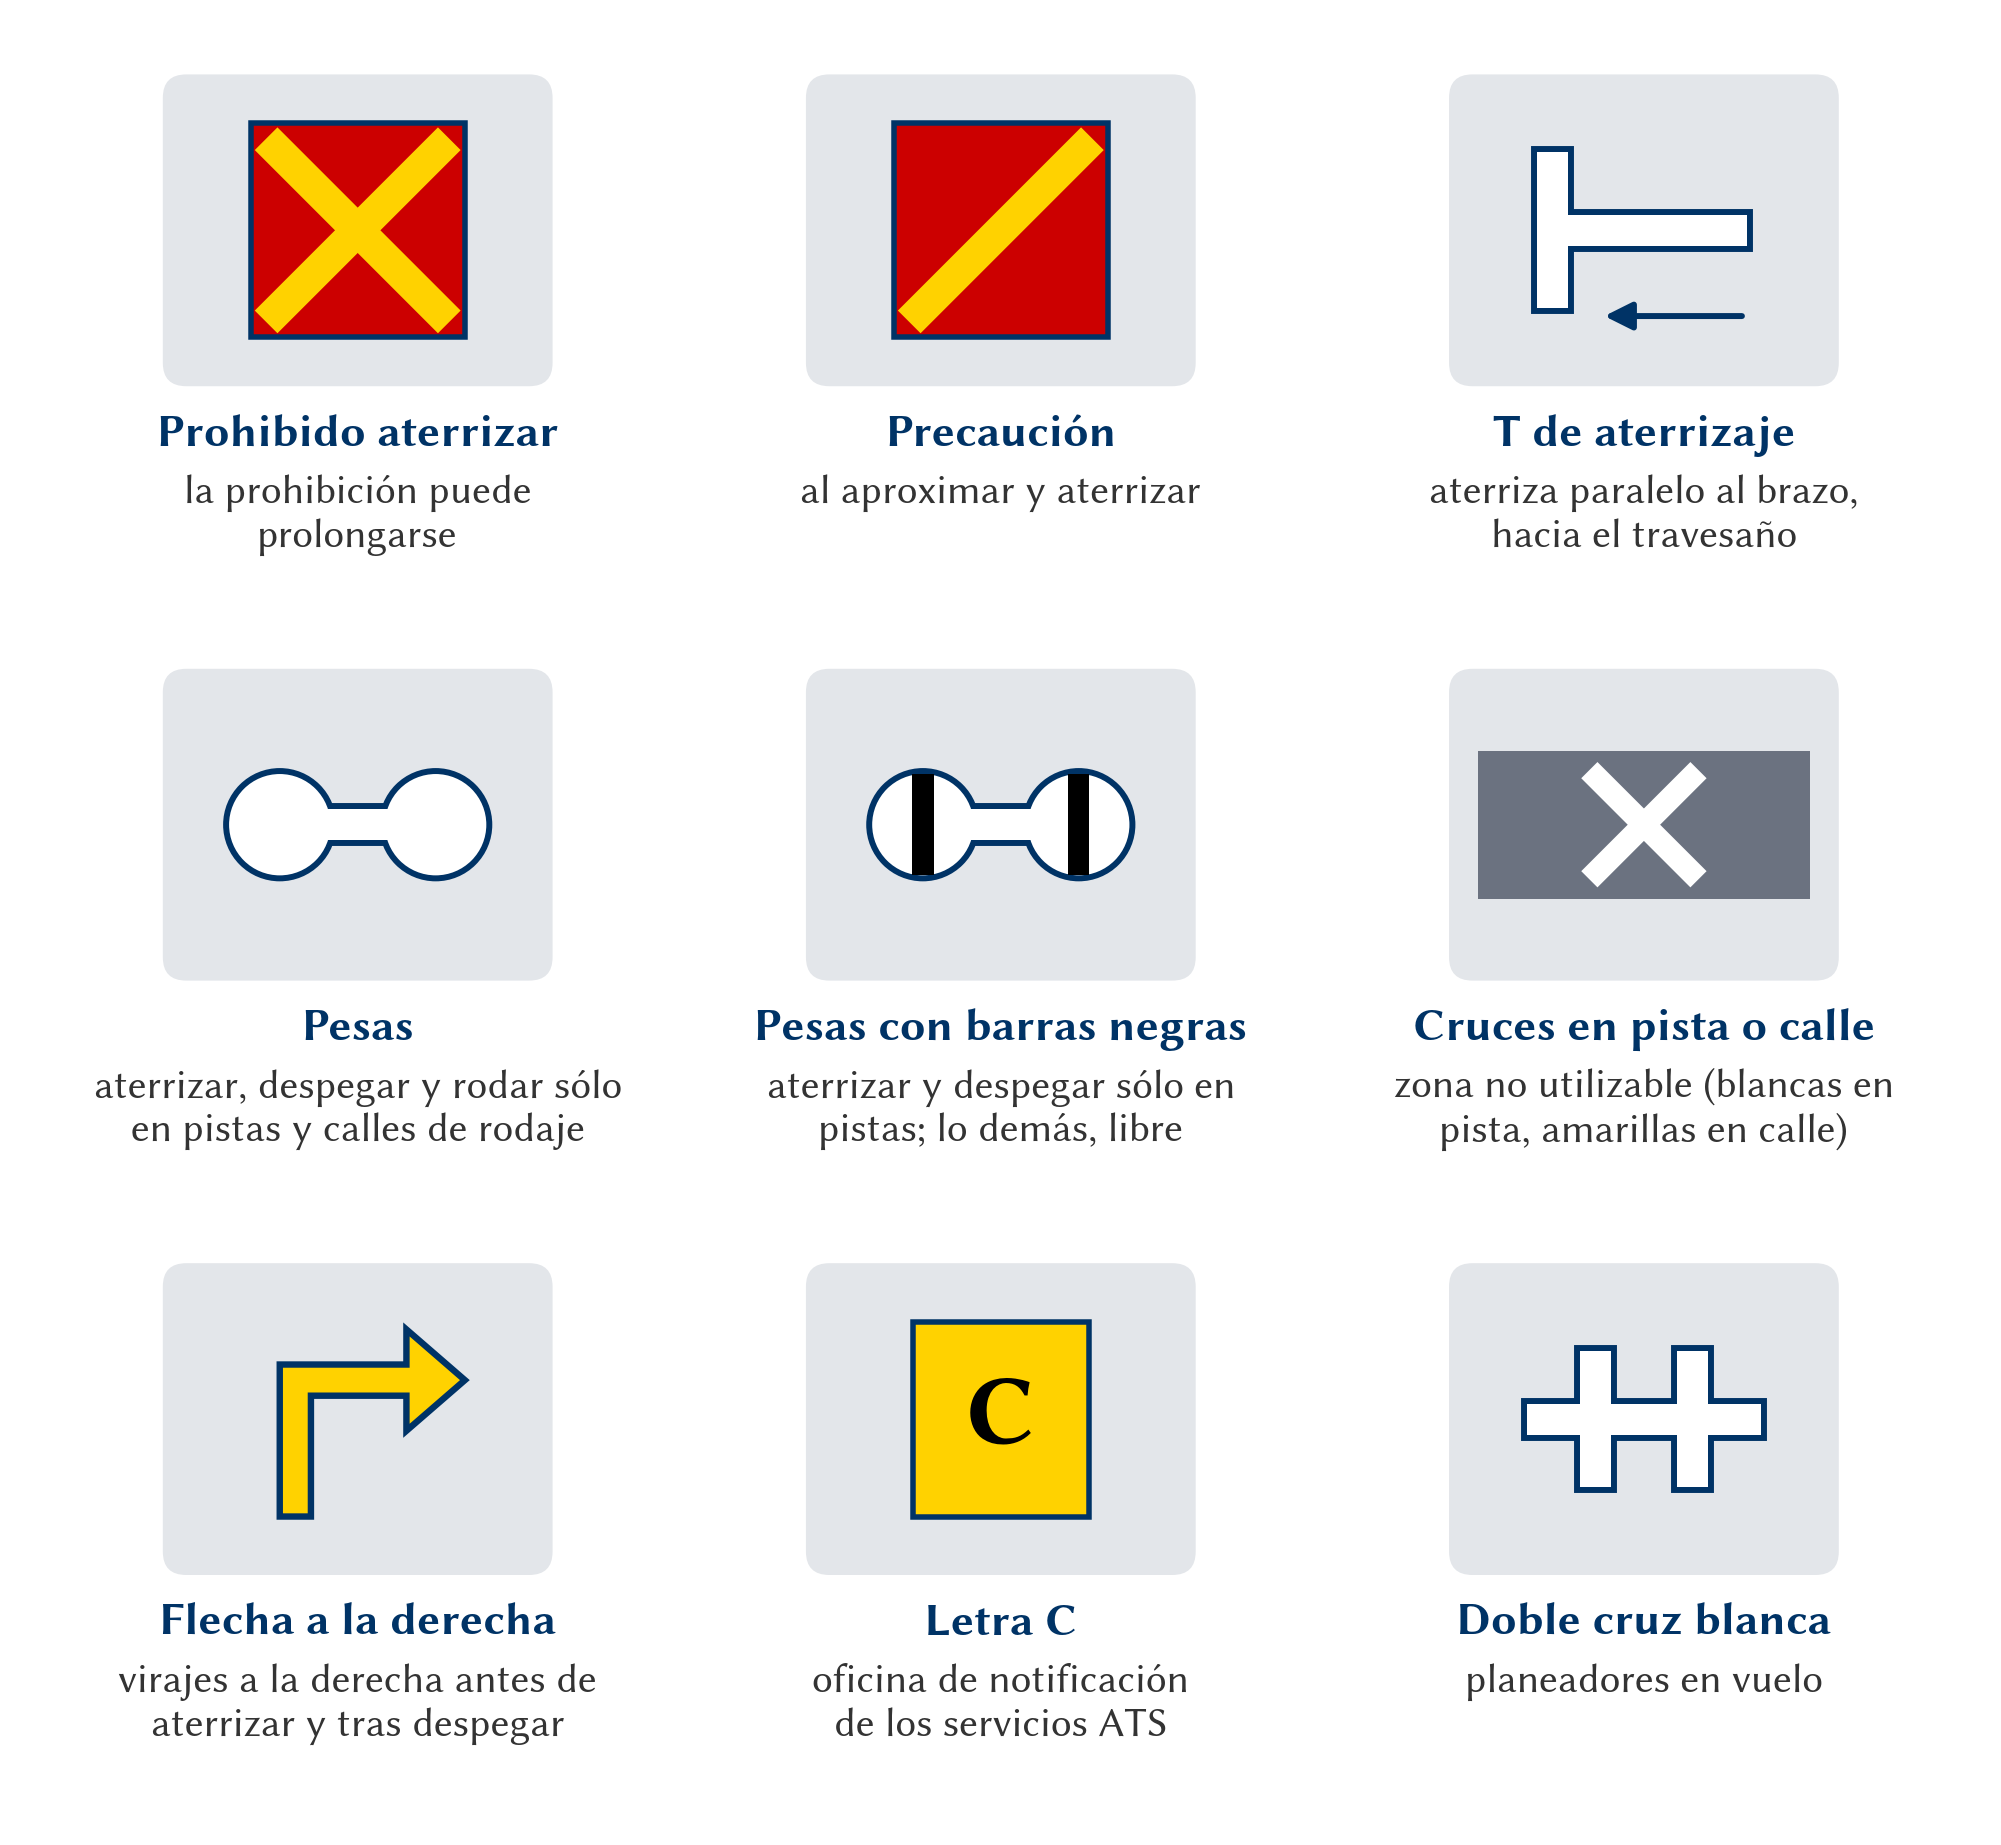 Prohibido aterrizar
la prohibición puede
prolongarse
Precaución
al aproximar y aterrizar
T de aterrizaje
aterriza paralelo al brazo,
hacia el travesaño
Pesas
aterrizar, despegar y rodar sólo
en pistas y calles de rodaje
Pesas con barras negras
aterrizar y despegar sólo en
pistas; lo demás, libre
Cruces en pista o calle
zona no utilizable (blancas en
pista, amarillas en calle)
Flecha a la derecha
virajes a la derecha antes de
aterrizar y tras despegar
C
Letra C
oficina de notificación
de los servicios ATS
Doble cruz blanca
planeadores en vuelo